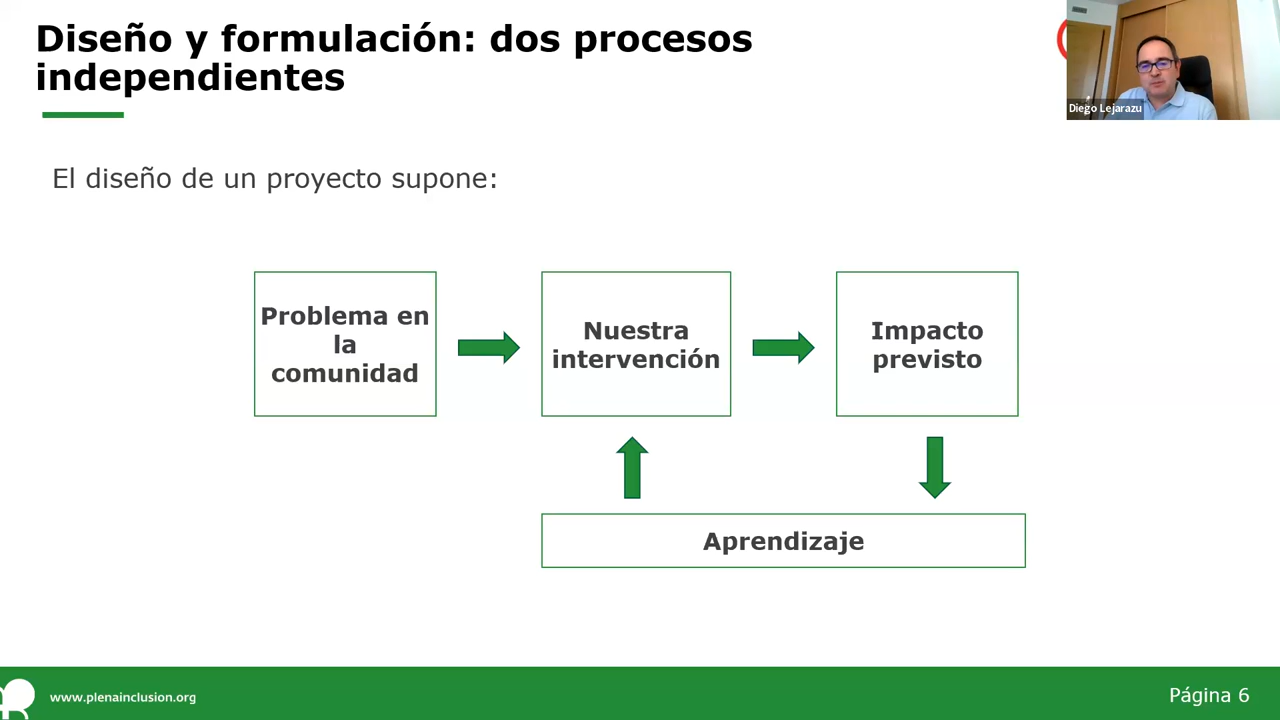 Diseño y formulación: dos procesos
independientes
Diego Lejarazu
El diseño de un proyecto supone:
Problema en
la
comunidad
Nuestra
intervención
Impacto
previsto
Aprendizaje
www.plenainclusion.org
Página 6